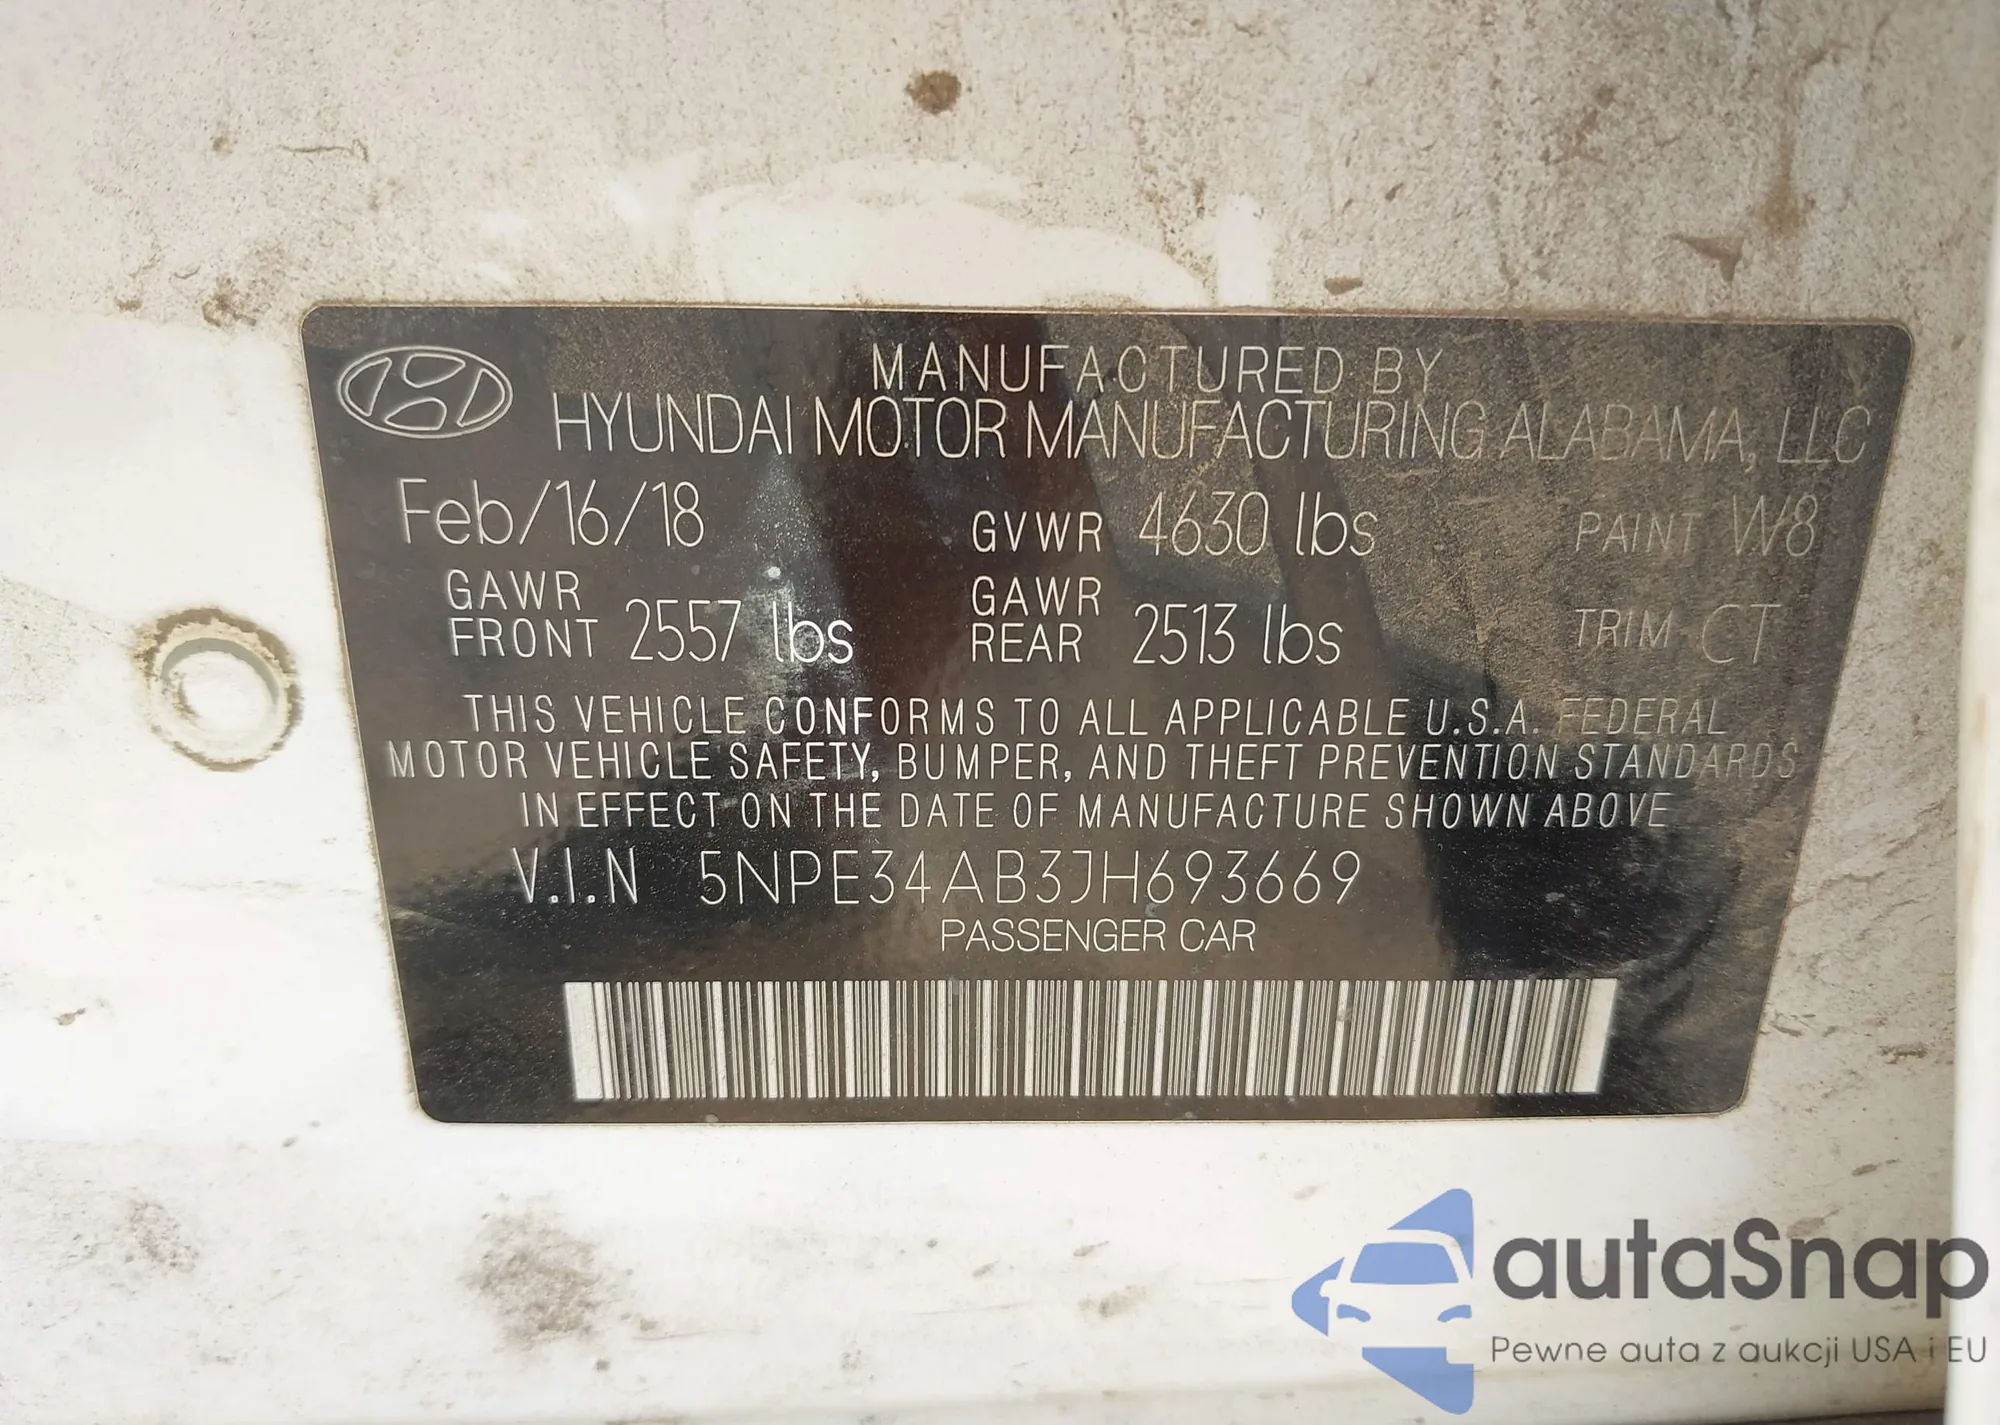 MANUFACTURED BY
HYUNDAI MOTOR MANUFACTURING ALABAMA, LLC
Feb/16/18 GVWR 4630 lbs PAINT W8
GAWR FRONT 2557 lbs GAWR REAR 2513 lbs TRIM CT
THIS VEHICLE CONFORMS TO ALL APPLICABLE U.S.A. FEDERAL
MOTOR VEHICLE SAFETY, BUMPER, AND THEFT PREVENTION STANDARDS
IN EFFECT ON THE DATE OF MANUFACTURE SHOWN ABOVE
V.I.N 5NPE34AB3JH693669
PASSENGER CAR
autaSnap
Pewne auta z aukcji USA i EU